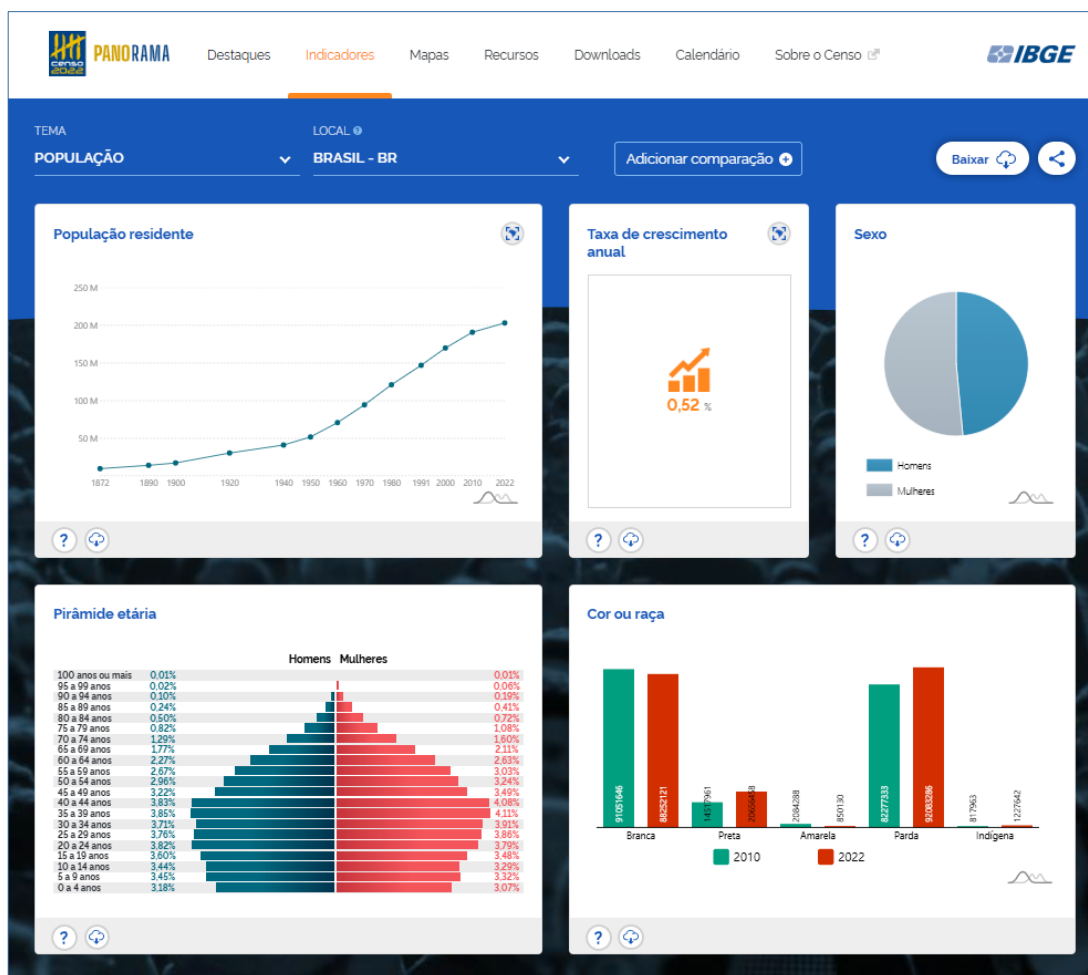 censo
2022
PANORAMA
Destaques
Indicadores
Mapas
Recursos
Downloads
Calendário
Sobre o Censo
IBGE
TEMA
POPULAÇÃO
LOCAL
BRASIL - BR
Adicionar comparação
Baixar
População residente
250 M
200 M
150 M
100 M
50 M
1872 1890 1900 1920 1940 1950 1960 1970 1980 1991 2000 2010 2022
?
Taxa de crescimento
anual
0,52 %
?
Sexo
Homens
Mulheres
?
Pirâmide etária
Homens Mulheres
100 anos ou mais 0,01% 0,01%
95 a 99 anos 0,02% 0,06%
90 a 94 anos 0,10% 0,19%
85 a 89 anos 0,24% 0,41%
80 a 84 anos 0,50% 0,72%
75 a 79 anos 0,82% 1,08%
70 a 74 anos 1,29% 1,60%
65 a 69 anos 1,77% 2,11%
60 a 64 anos 2,27% 2,63%
55 a 59 anos 2,67% 3,03%
50 a 54 anos 2,96% 3,24%
45 a 49 anos 3,22% 3,49%
40 a 44 anos 3,83% 4,08%
35 a 39 anos 3,85% 4,11%
30 a 34 anos 3,71% 3,91%
25 a 29 anos 3,76% 3,86%
20 a 24 anos 3,82% 3,79%
15 a 19 anos 3,60% 3,48%
10 a 14 anos 3,44% 3,29%
5 a 9 anos 3,45% 3,32%
0 a 4 anos 3,18% 3,07%
?
Cor ou raça
91051646 88252121 14517961 20656458 2084288 850130 82277333 92083286 817963 1227642
Branca Preta Amarela Parda Indígena
2010 2022
?